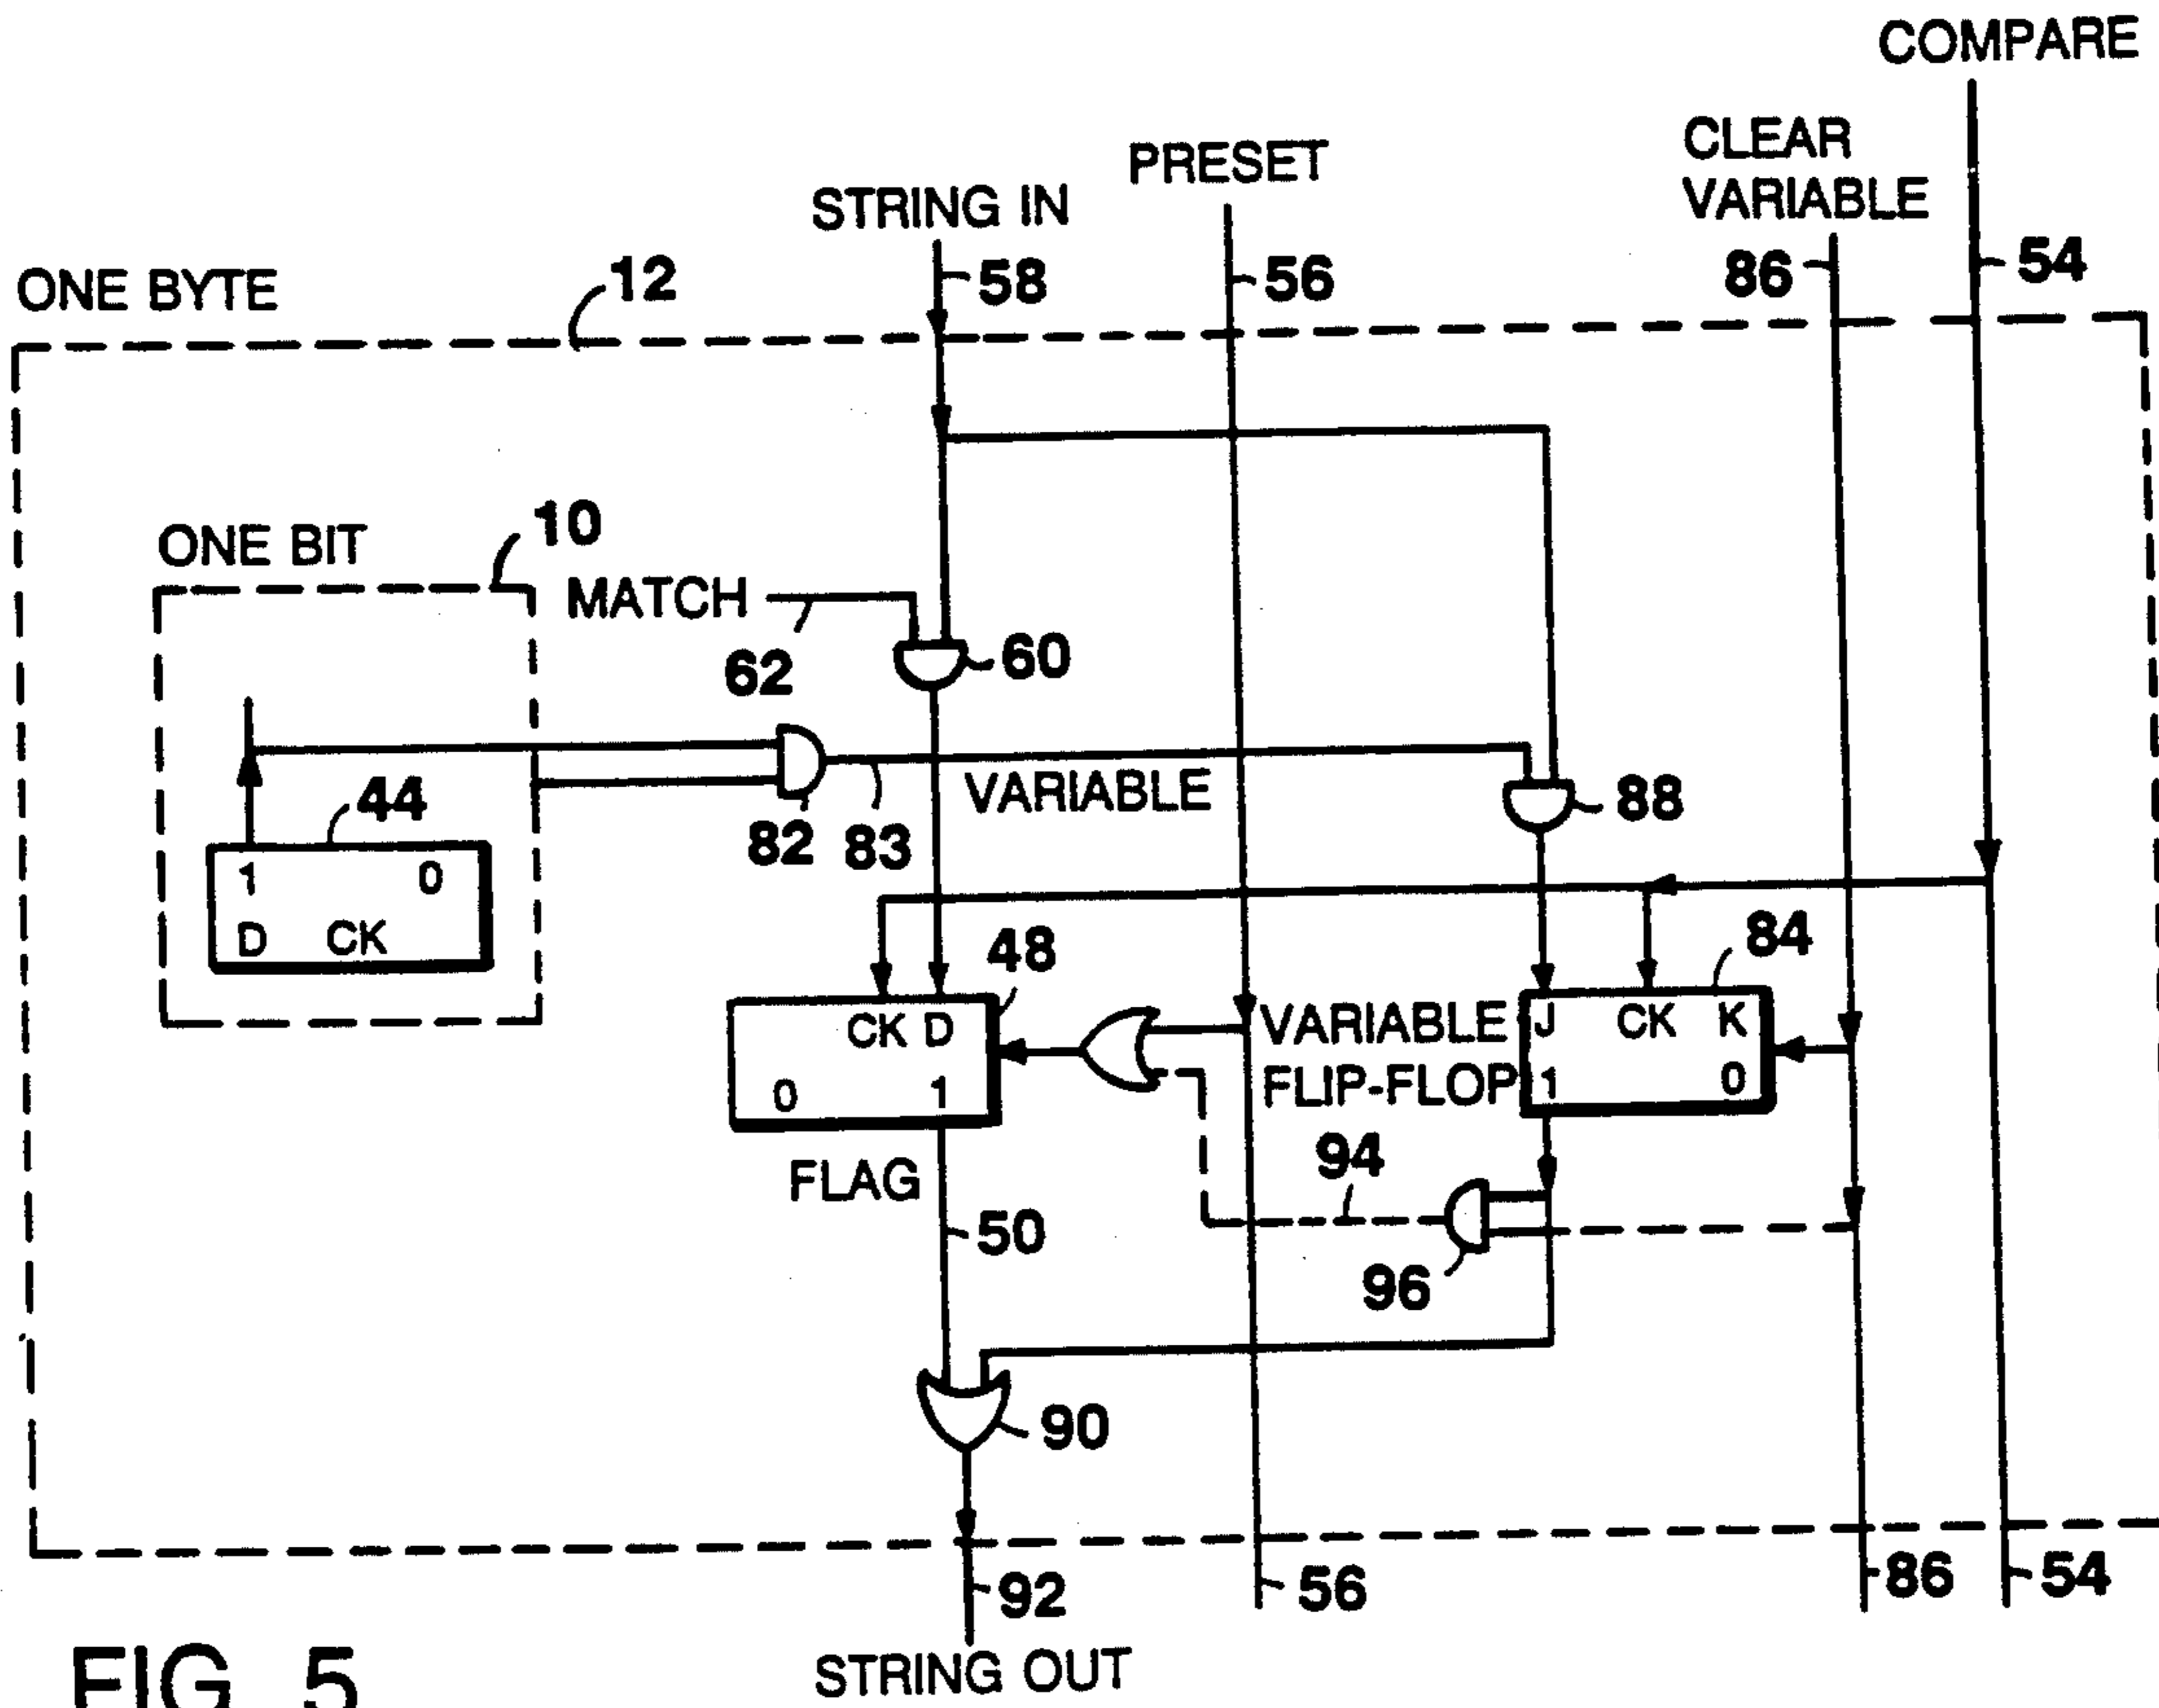 COMPARE
CLEAR
VARIABLE
PRESET
STRING IN
ONE BYTE
12
58
56
86
54
ONE BIT
10
MATCH
62
60
44
82
83
VARIABLE
88
1 0
D CK
48
84
CK D
0 1
VARIABLE
FLIP-FLOP
J CK K
1 0
FLAG
50
94
96
90
92
56
86
54
STRING OUT
FIG. 5